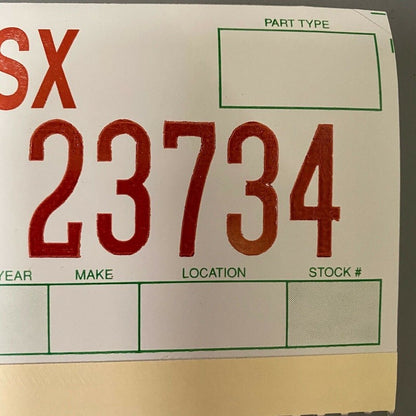 PART TYPE
SX
23734
YEAR MAKE LOCATION STOCK #